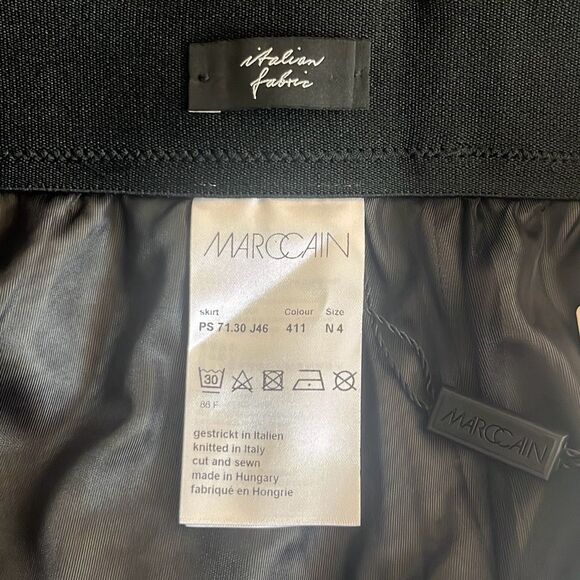 italian
fabric
MARCCAIN
skirt Colour Size
PS 71.30 J46 411 N 4
30
86 F
gestrickt in Italien
knitted in Italy
cut and sewn
made in Hungary
fabriqué en Hongrie
MARCCAIN